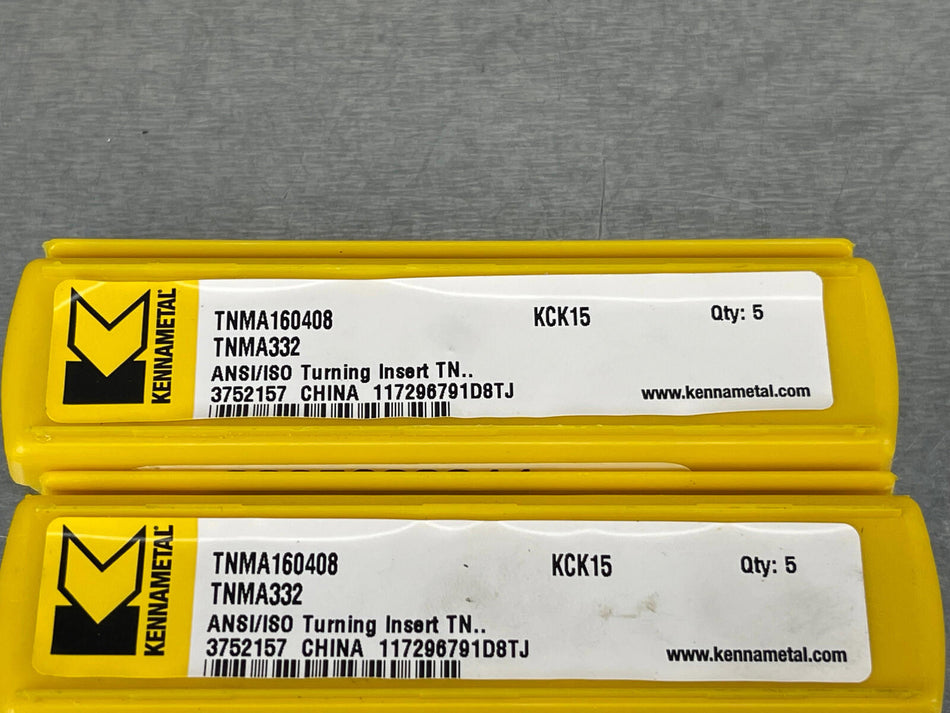 KENNAMETAL
TNMA160408 KCK15 Qty: 5
TNMA332
ANSI/ISO Turning Insert TN..
3752157 CHINA 117296791D8TJ
www.kennametal.com
KENNAMETAL
TNMA160408 KCK15 Qty: 5
TNMA332
ANSI/ISO Turning Insert TN..
3752157 CHINA 117296791D8TJ
www.kennametal.com